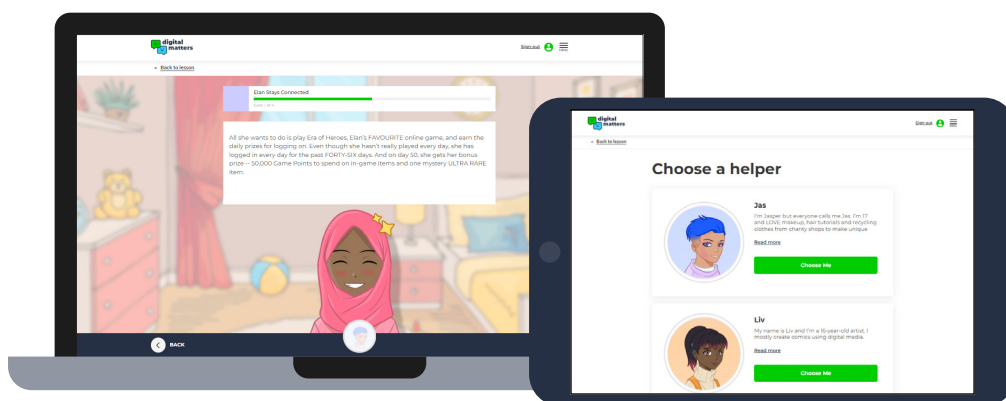 digital
matters
Sign out
Back to lesson
Elan Stays Connected
All she wants to do is play Era of Heroes, Elan's FAVOURITE online game, and earn the
daily prizes for logging on. Even though she hasn't really played every day, she has
logged in every day for the past FORTY-SIX days. And on day 50, she gets her bonus
prize -- 50,000 Game Points to spend on in-game items and one mystery ULTRA RARE
item.
BACK
digital
matters
Sign out
Back to lesson
Choose a helper
Jas
I'm Jasper but everyone calls me Jas. I'm 17
and LOVE makeup, hair tutorials and recycling
clothes from charity shops to make unique
Read more
Choose Me
Liv
My name is Liv and I'm a 16-year-old artist. I
mostly create comics using digital media.
Read more
Choose Me